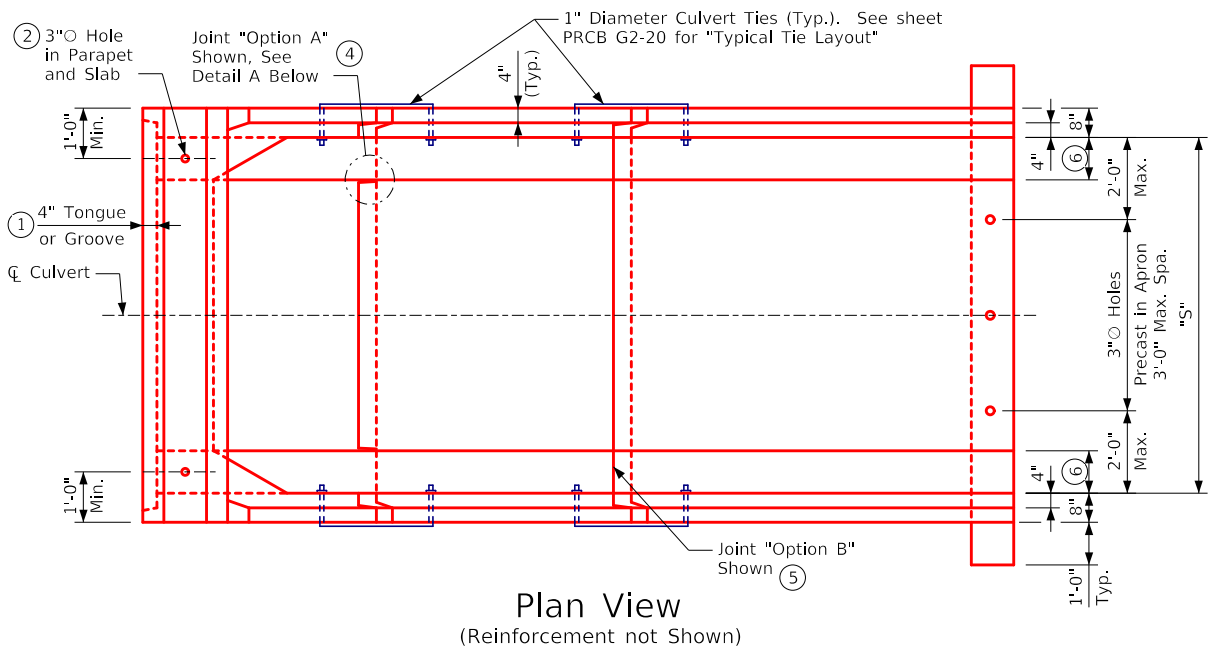 2 3"∅ Hole
in Parapet
and Slab
Joint "Option A"
Shown, See
Detail A Below
4
1" Diameter Culvert Ties (Typ.). See sheet
PRCB G2-20 for "Typical Tie Layout"
4"
(Typ.)
1'-0"
Min.
1 4" Tongue
or Groove
℄ Culvert
1'-0"
Min.
8"
4"
6
2'-0"
Max.
3"∅ Holes
Precast in Apron
3'-0" Max. Spa.
"S"
2'-0"
Max.
6
4"
8"
1'-0"
Typ.
Joint "Option B"
Shown 5
Plan View
(Reinforcement not Shown)